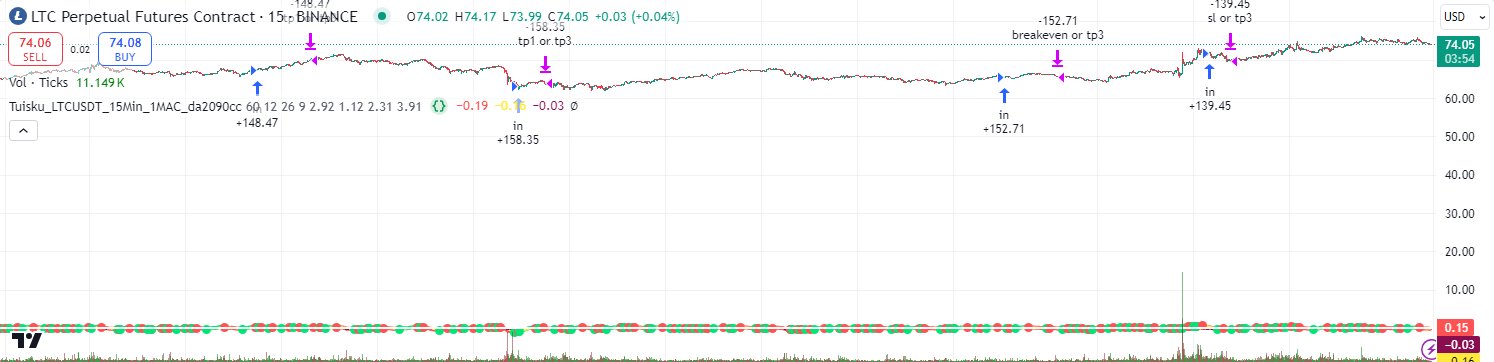 -148.47
LTC Perpetual Futures Contract · 15 · BINANCE O74.02 H74.17 L73.99 C74.05 +0.03 (+0.04%)
-139.45
sl or tp3
USD
-158.35
tp1 or tp3
-152.71
breakeven or tp3
74.06
SELL
0.02
74.08
BUY
74.05
03:54
Vol · Ticks 11.149 K
Tuisku_LTCUSDT_15Min_1MAC_da2090cc 60 12 26 9 2.92 1.12 2.31 3.91 −0.19 −0.16 −0.03 Ø
in
+148.47
in
+158.35
in
+152.71
in
+139.45
60.00
50.00
40.00
30.00
20.00
10.00
0.15
−0.03